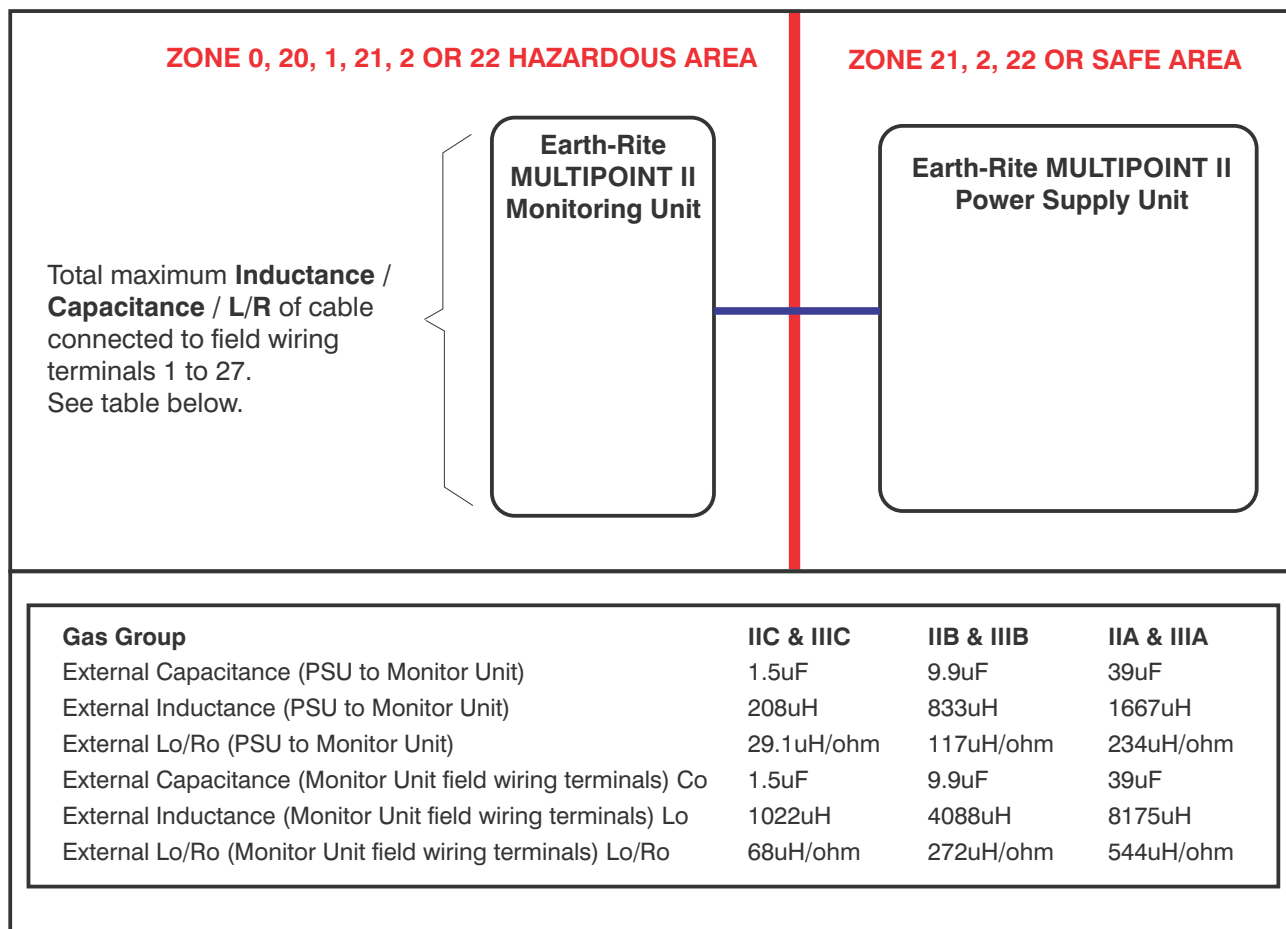 ZONE 0, 20, 1, 21, 2 OR 22 HAZARDOUS AREA
ZONE 21, 2, 22 OR SAFE AREA
Earth-Rite
MULTIPOINT II
Monitoring Unit
Earth-Rite MULTIPOINT II
Power Supply Unit
Total maximum Inductance /
Capacitance / L/R of cable
connected to field wiring
terminals 1 to 27.
See table below.
Gas Group IIC & IIIC IIB & IIIB IIA & IIIA
External Capacitance (PSU to Monitor Unit) 1.5uF 9.9uF 39uF
External Inductance (PSU to Monitor Unit) 208uH 833uH 1667uH
External Lo/Ro (PSU to Monitor Unit) 29.1uH/ohm 117uH/ohm 234uH/ohm
External Capacitance (Monitor Unit field wiring terminals) Co 1.5uF 9.9uF 39uF
External Inductance (Monitor Unit field wiring terminals) Lo 1022uH 4088uH 8175uH
External Lo/Ro (Monitor Unit field wiring terminals) Lo/Ro 68uH/ohm 272uH/ohm 544uH/ohm